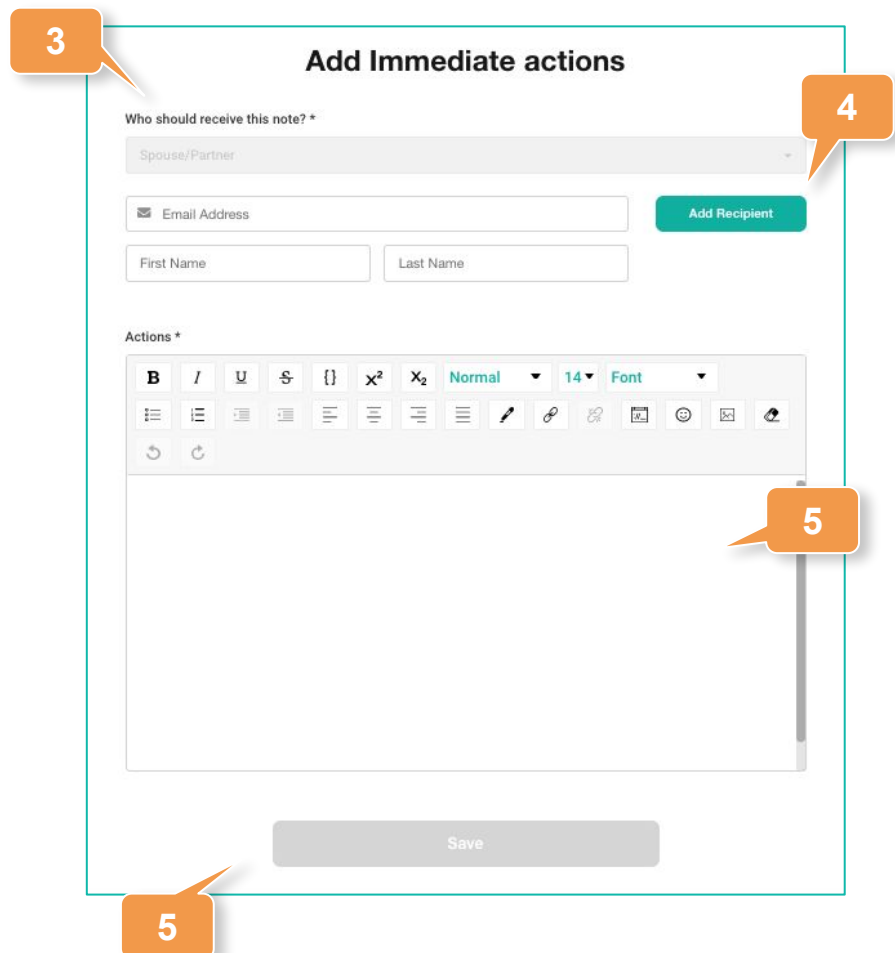 3
Add Immediate actions
4
Who should receive this note? *
Spouse/Partner
Email Address
Add Recipient
First Name Last Name
Actions *
B I U S {} X² X₂ Normal 14 Font
5
Save
5